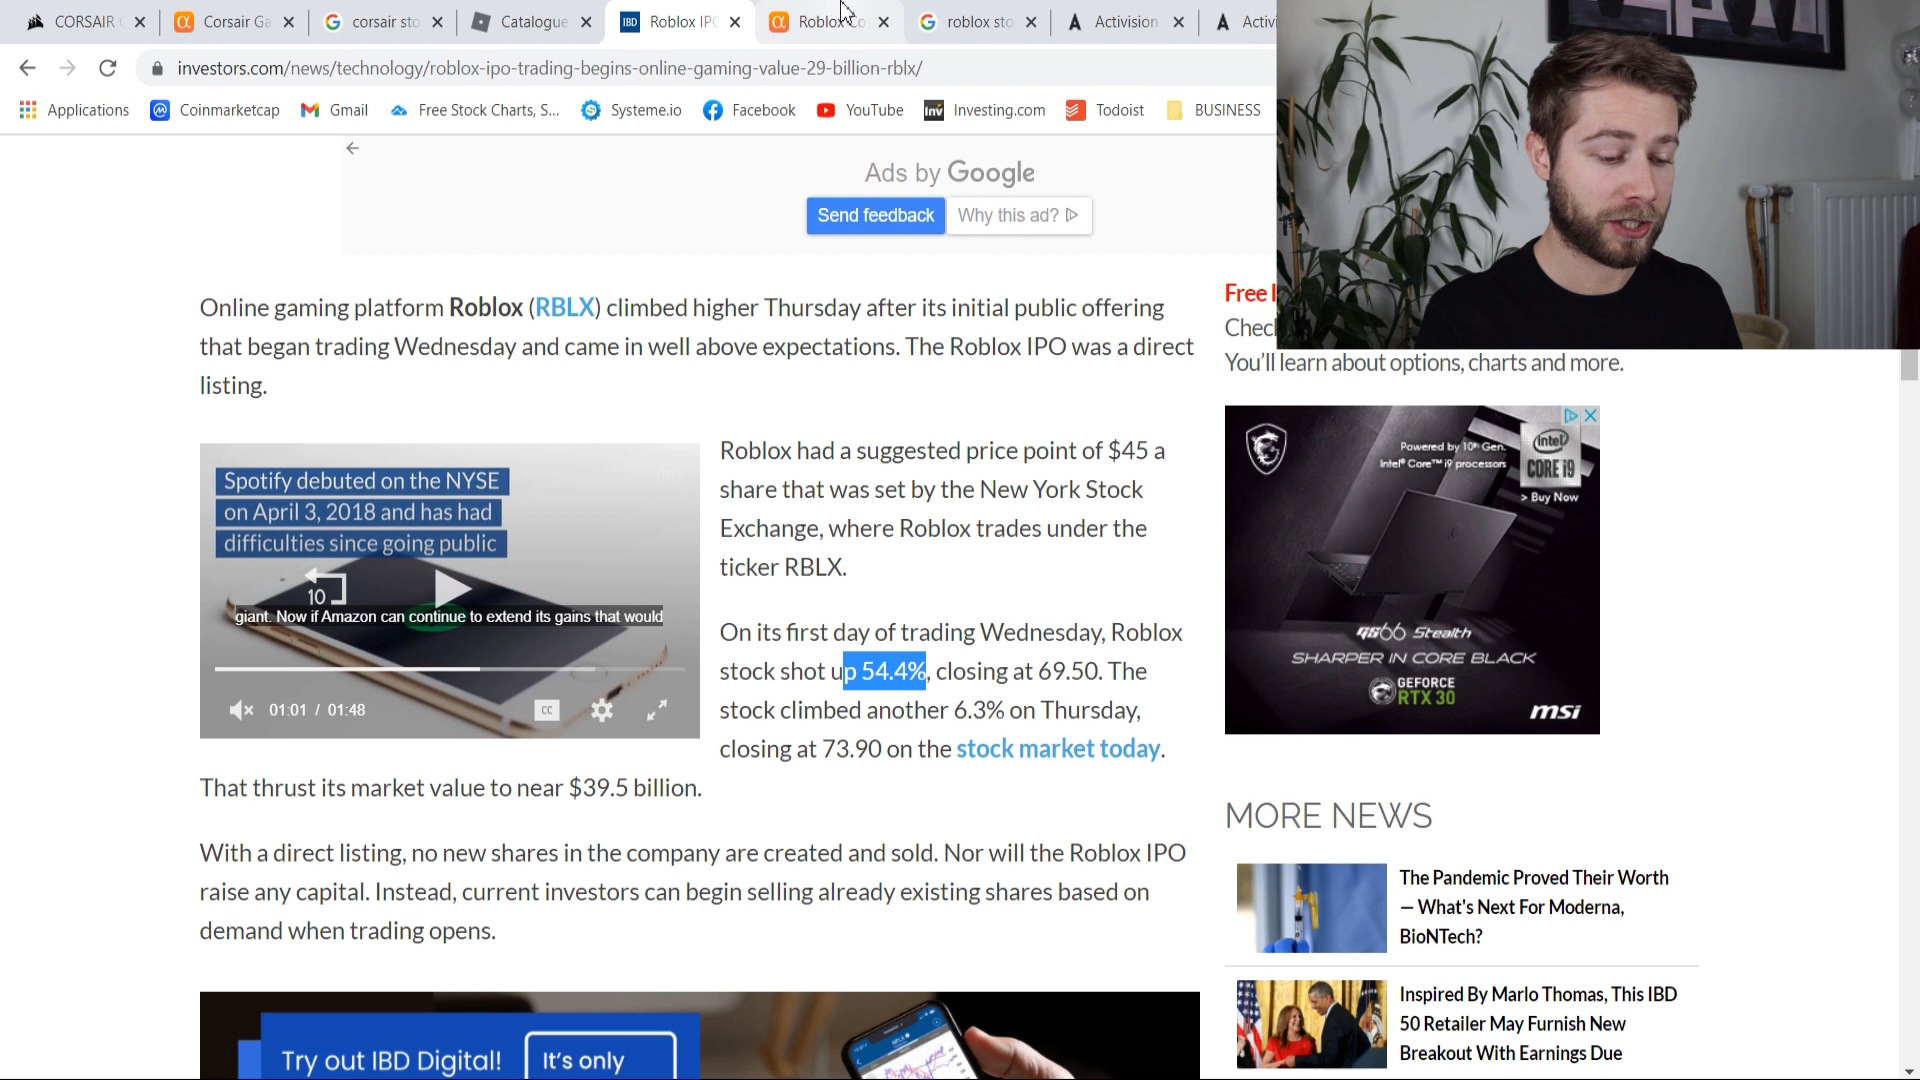 CORSAIR
Corsair Ga
corsair sto
Catalogue
IBD
Roblox IPO
Roblox Co
roblox sto
Activision
Activi
investors.com/news/technology/roblox-ipo-trading-begins-online-gaming-value-29-billion-rblx/
Applications
Coinmarketcap
Gmail
Free Stock Charts, S...
Systeme.io
Facebook
YouTube
Inv
Investing.com
Todoist
BUSINESS
Ads by Google
Send feedback
Why this ad?
Online gaming platform Roblox (RBLX) climbed higher Thursday after its initial public offering
that began trading Wednesday and came in well above expectations. The Roblox IPO was a direct
listing.
Spotify debuted on the NYSE
on April 3, 2018 and has had
difficulties since going public
10
giant. Now if Amazon can continue to extend its gains that would
01:01 / 01:48
CC
Roblox had a suggested price point of $45 a
share that was set by the New York Stock
Exchange, where Roblox trades under the
ticker RBLX.
On its first day of trading Wednesday, Roblox
stock shot up 54.4%, closing at 69.50. The
stock climbed another 6.3% on Thursday,
closing at 73.90 on the stock market today.
That thrust its market value to near $39.5 billion.
With a direct listing, no new shares in the company are created and sold. Nor will the Roblox IPO
raise any capital. Instead, current investors can begin selling already existing shares based on
demand when trading opens.
Try out IBD Digital!
It's only
Free
Chec
You'll learn about options, charts and more.
Powered by 10th Gen.
Intel® Core™ i9 processors
intel
CORE i9
> Buy Now
GS66 Stealth
SHARPER IN CORE BLACK
GEFORCE
RTX 30
msi
MORE NEWS
The Pandemic Proved Their Worth
— What's Next For Moderna,
BioNTech?
Inspired By Marlo Thomas, This IBD
50 Retailer May Furnish New
Breakout With Earnings Due